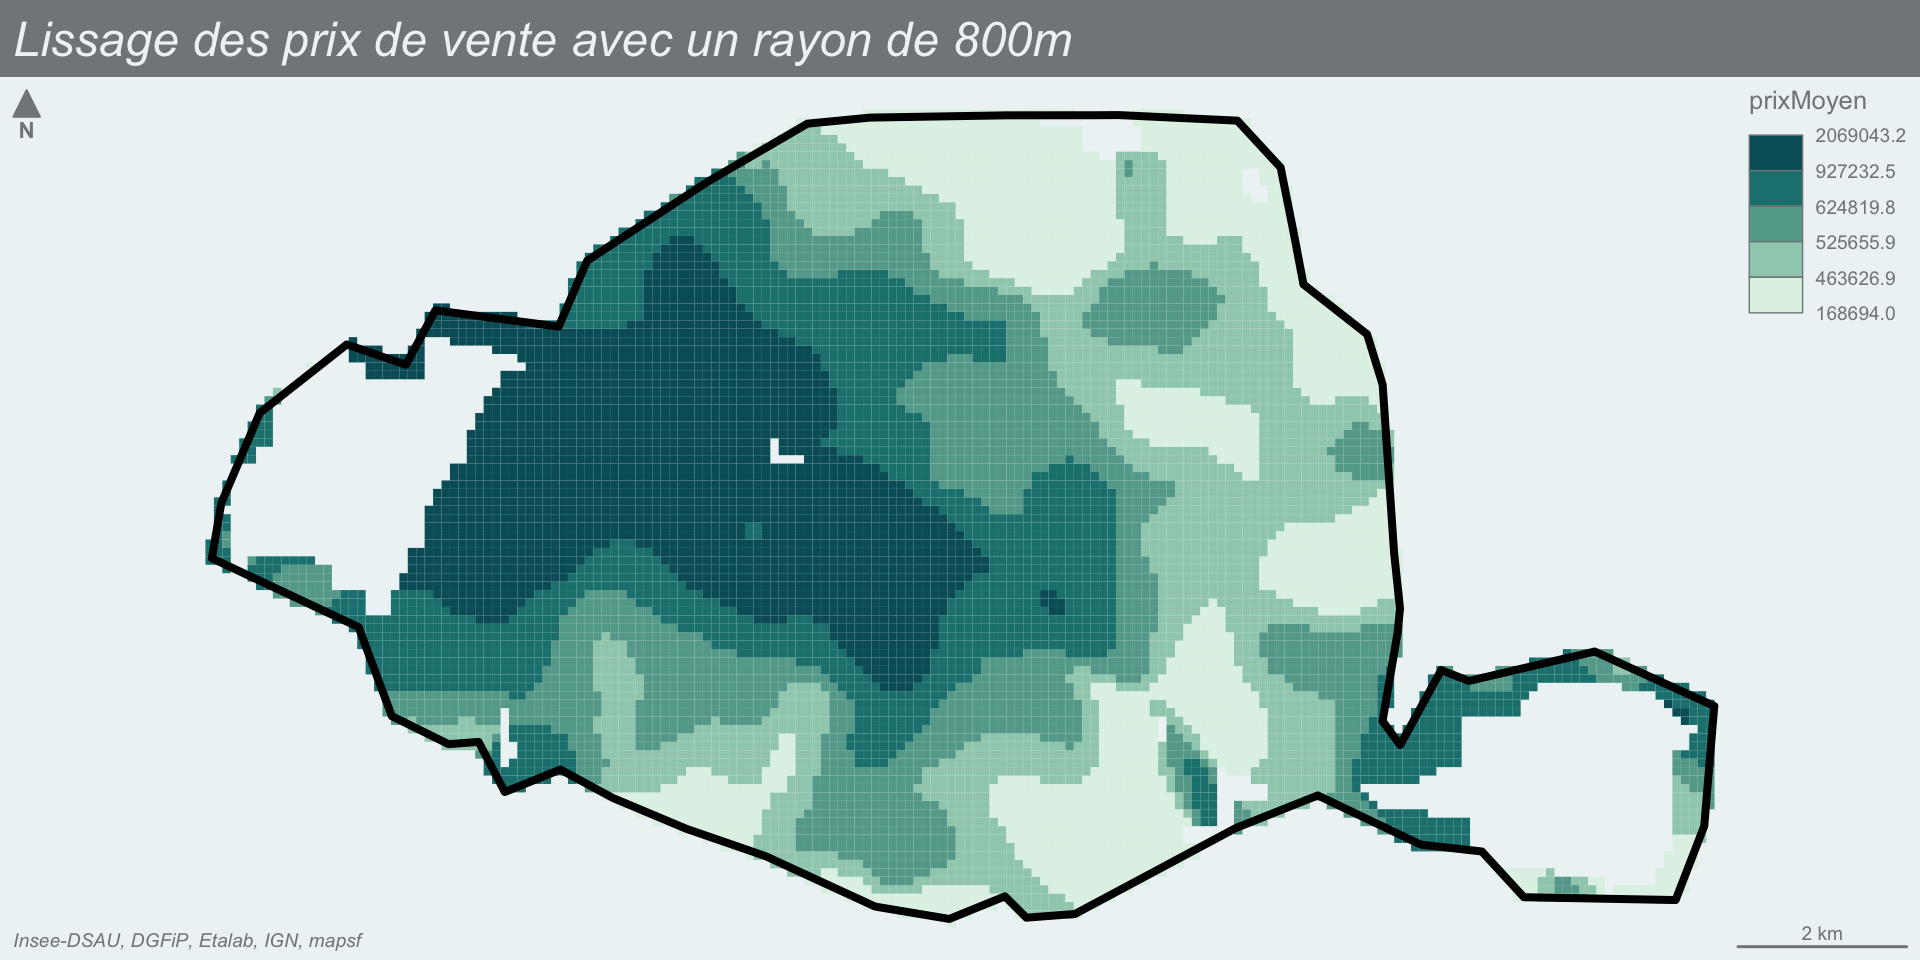 Lissage des prix de vente avec un rayon de 800m
N
prixMoyen
2069043.2
927232.5
624819.8
525655.9
463626.9
168694.0
Insee-DSAU, DGFiP, Etalab, IGN, mapsf
2 km